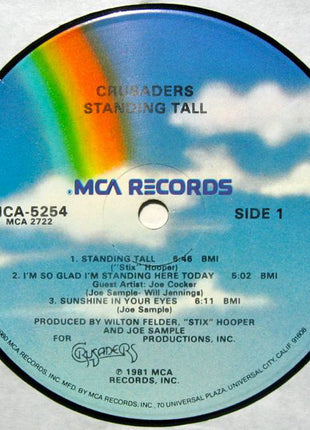 CRUSADERS
STANDING TALL
MCA RECORDS
MCA-5254
MCA 2722
SIDE 1
1. STANDING TALL 6:46 BMI
("Stix" Hooper)
2. I'M SO GLAD I'M STANDING HERE TODAY 5:02 BMI
Guest Artist: Joe Cocker
(Joe Sample- Will Jennings)
3. SUNSHINE IN YOUR EYES 6:11 BMI
(Joe Sample)
PRODUCED BY WILTON FELDER, "STIX" HOOPER
AND JOE SAMPLE
FOR CRUSADERS PRODUCTIONS, INC.
©1981 MCA
RECORDS, INC.
1980 MCA RECORDS, INC. MFG. BY MCA RECORDS, INC., 70 UNIVERSAL PLAZA, UNIVERSAL CITY, CALIF. 91608